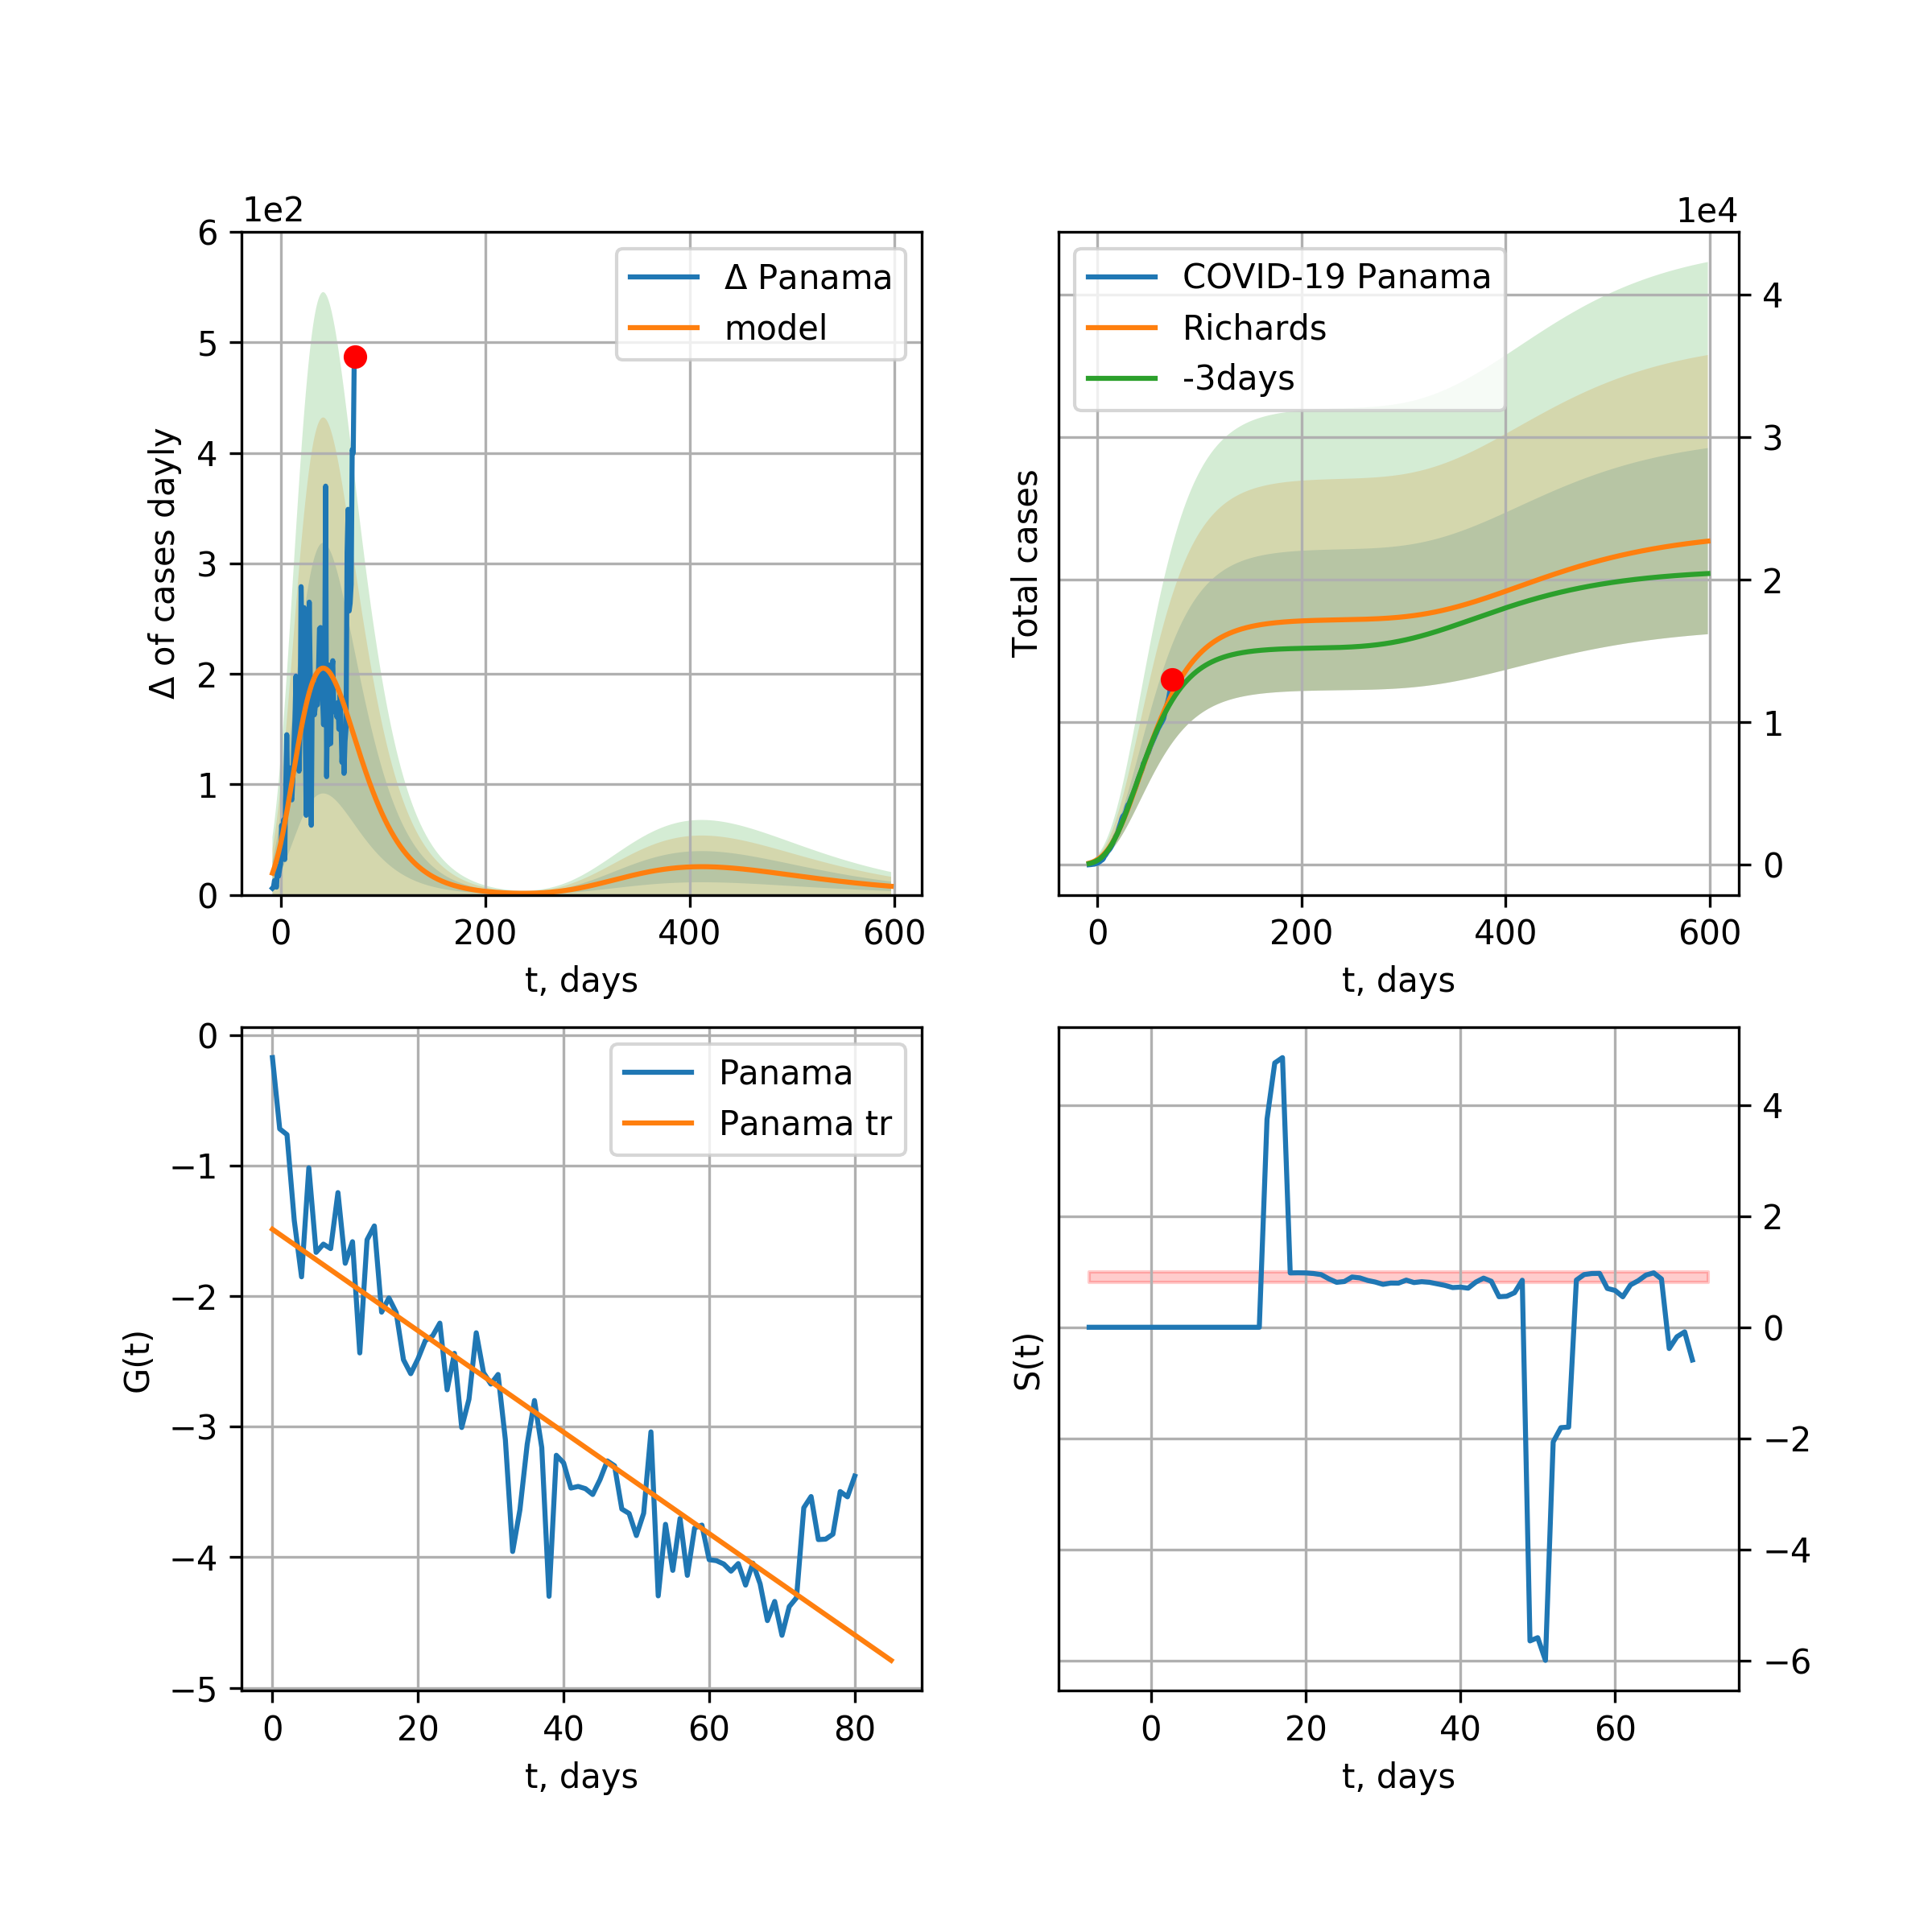 1e2
6
5
4
3
2
1
0
Δ of cases dayly
Δ Panama
model
0 200 400 600
t, days
1e4
COVID-19 Panama
Richards
-3days
4
3
2
1
0
Total cases
0 200 400 600
t, days
0
−1
−2
−3
−4
−5
G(t)
Panama
Panama tr
0 20 40 60 80
t, days
4
2
0
−2
−4
−6
S(t)
0 20 40 60
t, days